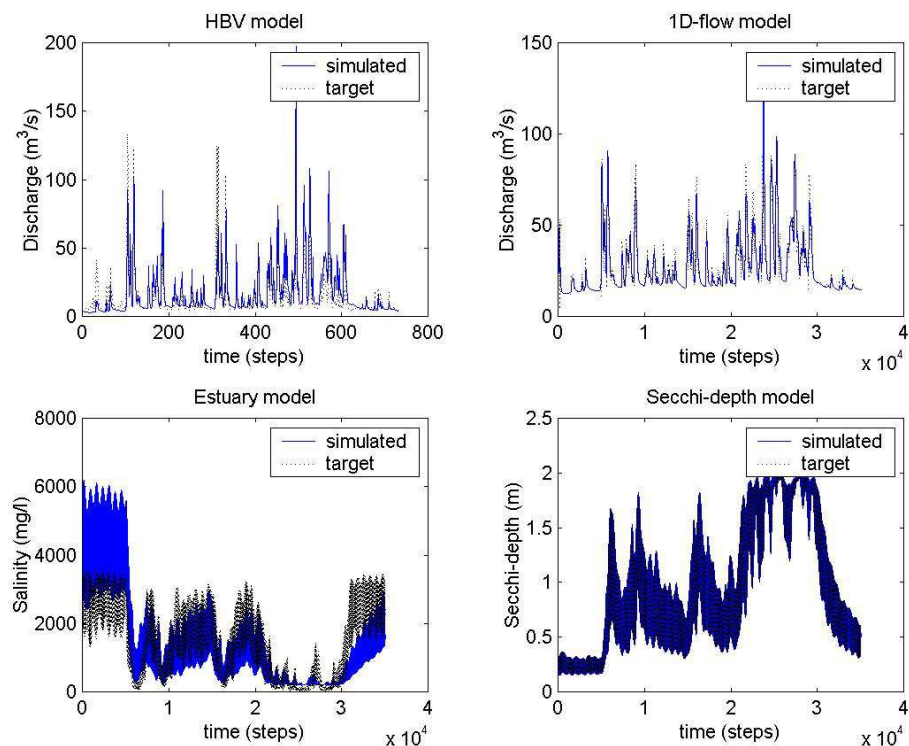 HBV model
200
150
100
50
0
Discharge (m³/s)
simulated
target
0 200 400 600 800
time (steps)
1D-flow model
150
100
50
0
Discharge (m³/s)
simulated
target
0 1 2 3 4
time (steps)
x 10⁴
Estuary model
8000
6000
4000
2000
0
Salinity (mg/l)
simulated
target
0 1 2 3 4
time (steps)
x 10⁴
Secchi-depth model
2.5
2
1.5
1
0.5
0
Secchi-depth (m)
simulated
target
0 1 2 3 4
time (steps)
x 10⁴